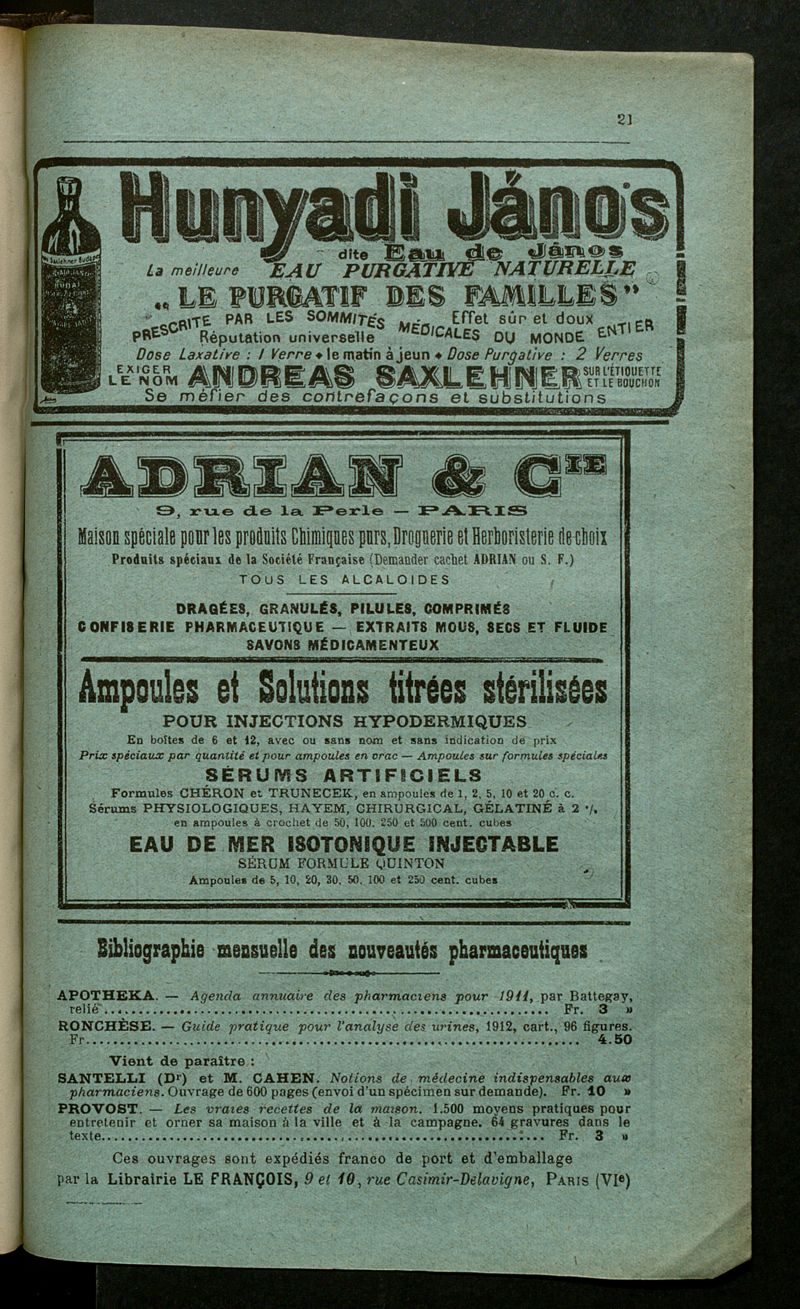 21
Hunyadi János
dite Eau de János
La meilleure EAU PURGATIVE NATURELLE
„LE PURGATIF DES FAMILLES”
PRESCRITE PAR LES SOMMITÉS MÉDICALES DU MONDE ENTIER
Réputation universelle - Effet sûr et doux
Dose Laxative : 1 Verre ♦ le matin à jeun ♦ Dose Purgative : 2 Verres
EXIGER LE NOM ANDREAS SAXLEHNER SUR L'ÉTIQUETTE ET LE BOUCHON
Se méfier des contrefaçons et substitutions
ADRIAN & CIE
9, rue de la Perle — PARIS
Maison spéciale pour les produits Chimiques purs, Droguerie et Herboristerie de choix
Produits spéciaux de la Société Française (Demander cachet ADRIAN ou S. F.)
TOUS LES ALCALOIDES
DRAGÉES, GRANULÉS, PILULES, COMPRIMÉS
CONFISERIE PHARMACEUTIQUE — EXTRAITS MOUS, SECS ET FLUIDE
SAVONS MÉDICAMENTEUX
Ampoules et Solutions titrées stérilisées
POUR INJECTIONS HYPODERMIQUES
En boîtes de 6 et 12, avec ou sans nom et sans indication de prix
Prix spéciaux par quantité et pour ampoules en vrac — Ampoules sur formules spéciales
SÉRUMS ARTIFICIELS
Formules CHÉRON et TRUNECEK, en ampoules de 1, 2, 5, 10 et 20 c. c.
Sérums PHYSIOLOGIQUES, HAYEM, CHIRURGICAL, GÉLATINÉ à 2 %
en ampoules à crochet de 50, 100, 250 et 500 cent. cubes
EAU DE MER ISOTONIQUE INJECTABLE
SÉRUM FORMULE QUINTON
Ampoules de 5, 10, 20, 30, 50, 100 et 250 cent. cubes
Bibliographie mensuelle des nouveautés pharmaceutiques
APOTHEKA. — Agenda annuaire des pharmaciens pour 1911, par Battegay,
relié.......... Fr. 3 »
RONCHÈSE. — Guide pratique pour l'analyse des urines, 1912, cart., 96 figures.
Fr.......... 4.50
Vient de paraître :
SANTELLI (Dr) et M. CAHEN. Notions de médecine indispensables aux
pharmaciens. Ouvrage de 600 pages (envoi d'un spécimen sur demande). Fr. 10 »
PROVOST. — Les vraies recettes de la maison. 1.500 moyens pratiques pour
entretenir et orner sa maison à la ville et à la campagne. 64 gravures dans le
texte.......... Fr. 3 »
Ces ouvrages sont expédiés franco de port et d'emballage
par la Librairie LE FRANÇOIS, 9 et 10, rue Casimir-Delavigne, PARIS (VIe)